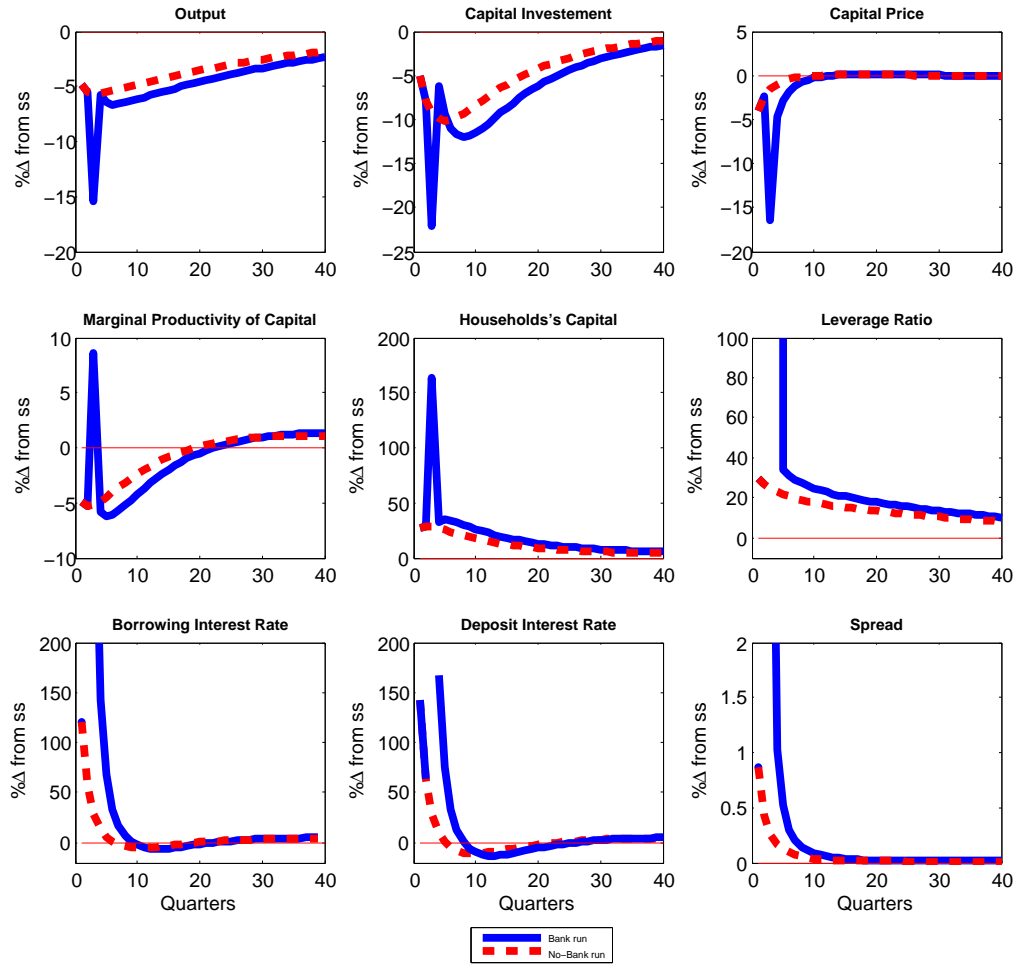 Output
Capital Investement
Capital Price
%Δ from ss
0
−5
−10
−15
−20
0 10 20 30 40
%Δ from ss
0
−5
−10
−15
−20
−25
0 10 20 30 40
%Δ from ss
5
0
−5
−10
−15
−20
0 10 20 30 40
Marginal Productivity of Capital
Households's Capital
Leverage Ratio
%Δ from ss
10
5
0
−5
−10
0 10 20 30 40
%Δ from ss
200
150
100
50
0
0 10 20 30 40
%Δ from ss
100
80
60
40
20
0
0 10 20 30 40
Borrowing Interest Rate
Deposit Interest Rate
Spread
%Δ from ss
200
150
100
50
0
0 10 20 30 40
Quarters
%Δ from ss
200
150
100
50
0
0 10 20 30 40
Quarters
%Δ from ss
2
1.5
1
0.5
0
0 10 20 30 40
Quarters
Bank run
No−Bank run